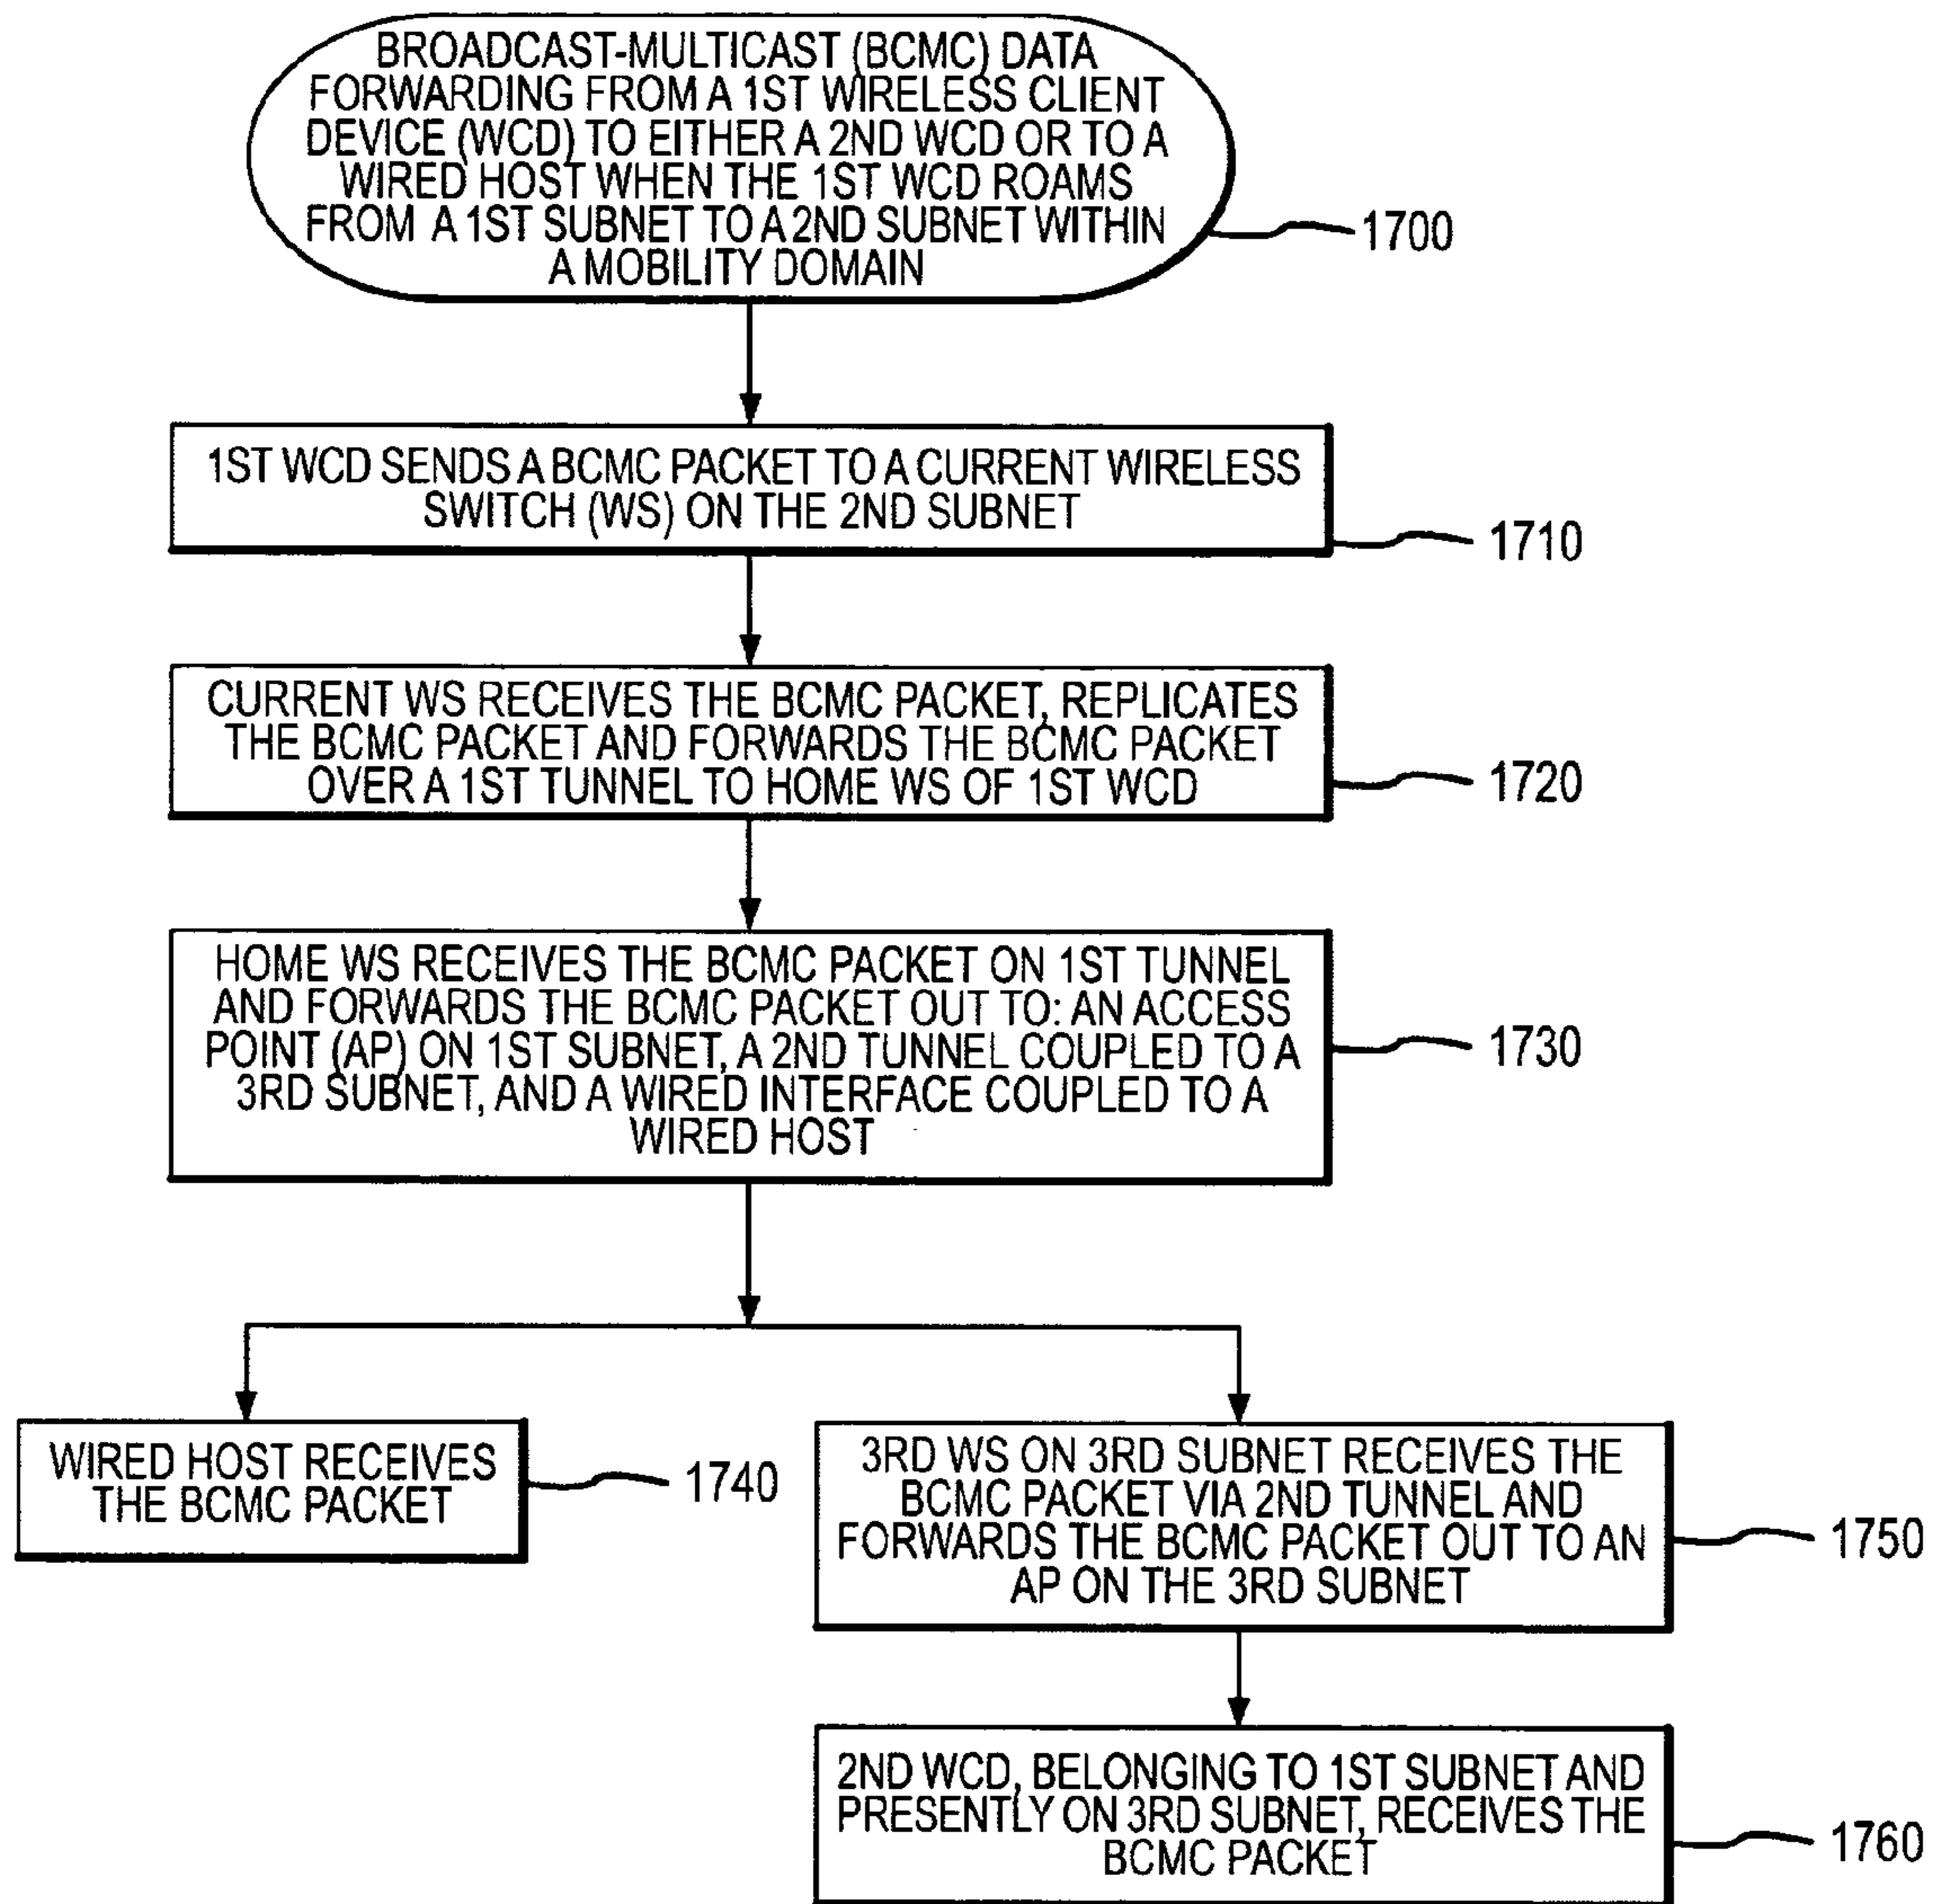 BROADCAST-MULTICAST (BCMC) DATA
FORWARDING FROM A 1ST WIRELESS CLIENT
DEVICE (WCD) TO EITHER A 2ND WCD OR TO A
WIRED HOST WHEN THE 1ST WCD ROAMS
FROM A 1ST SUBNET TO A 2ND SUBNET WITHIN
A MOBILITY DOMAIN
1700
1ST WCD SENDS A BCMC PACKET TO A CURRENT WIRELESS
SWITCH (WS) ON THE 2ND SUBNET
1710
CURRENT WS RECEIVES THE BCMC PACKET, REPLICATES
THE BCMC PACKET AND FORWARDS THE BCMC PACKET
OVER A 1ST TUNNEL TO HOME WS OF 1ST WCD
1720
HOME WS RECEIVES THE BCMC PACKET ON 1ST TUNNEL
AND FORWARDS THE BCMC PACKET OUT TO: AN ACCESS
POINT (AP) ON 1ST SUBNET, A 2ND TUNNEL COUPLED TO A
3RD SUBNET, AND A WIRED INTERFACE COUPLED TO A
WIRED HOST
1730
WIRED HOST RECEIVES
THE BCMC PACKET
1740
3RD WS ON 3RD SUBNET RECEIVES THE
BCMC PACKET VIA 2ND TUNNEL AND
FORWARDS THE BCMC PACKET OUT TO AN
AP ON THE 3RD SUBNET
1750
2ND WCD, BELONGING TO 1ST SUBNET AND
PRESENTLY ON 3RD SUBNET, RECEIVES THE
BCMC PACKET
1760